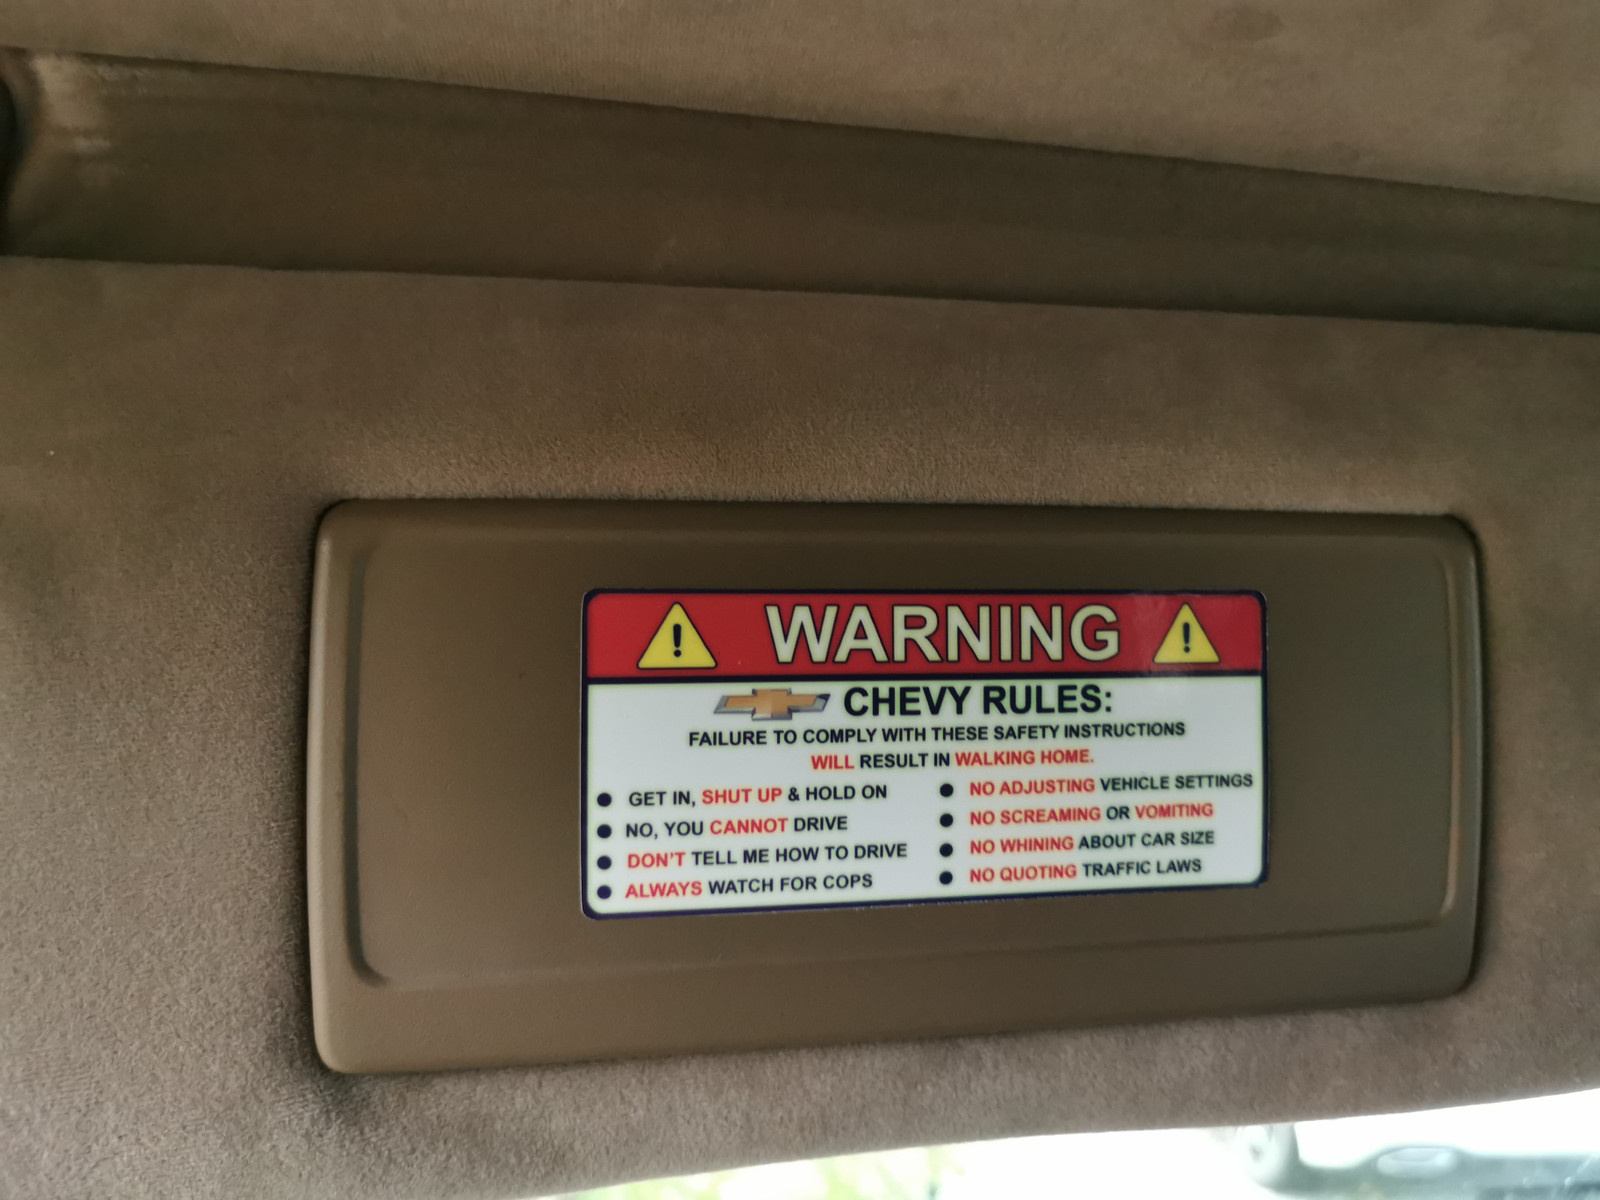 WARNING
CHEVY RULES:
FAILURE TO COMPLY WITH THESE SAFETY INSTRUCTIONS
WILL RESULT IN WALKING HOME.
● GET IN, SHUT UP & HOLD ON
● NO, YOU CANNOT DRIVE
● DON'T TELL ME HOW TO DRIVE
● ALWAYS WATCH FOR COPS
● NO ADJUSTING VEHICLE SETTINGS
● NO SCREAMING OR VOMITING
● NO WHINING ABOUT CAR SIZE
● NO QUOTING TRAFFIC LAWS